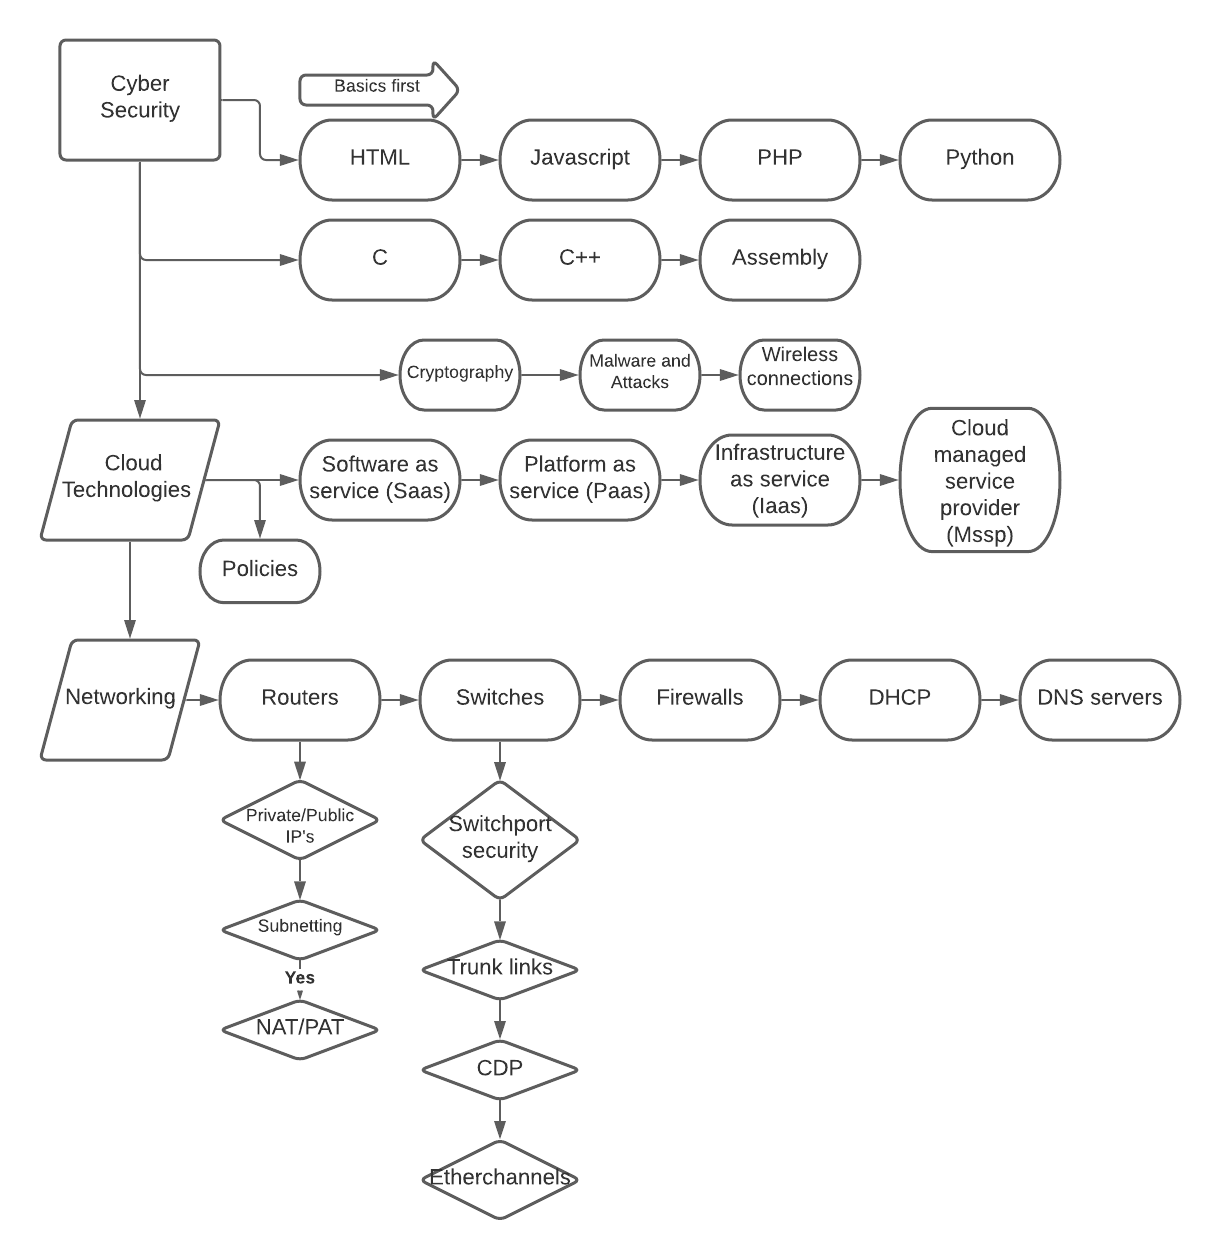 Cyber
Security
Basics first
HTML
Javascript
PHP
Python
C
C++
Assembly
Cryptography
Malware and
Attacks
Wireless
connections
Cloud
Technologies
Software as
service (Saas)
Platform as
service (Paas)
Infrastructure
as service
(Iaas)
Cloud
managed
service
provider
(Mssp)
Policies
Networking
Routers
Switches
Firewalls
DHCP
DNS servers
Private/Public
IP's
Subnetting
Yes
NAT/PAT
Switchport
security
Trunk links
CDP
Etherchannels